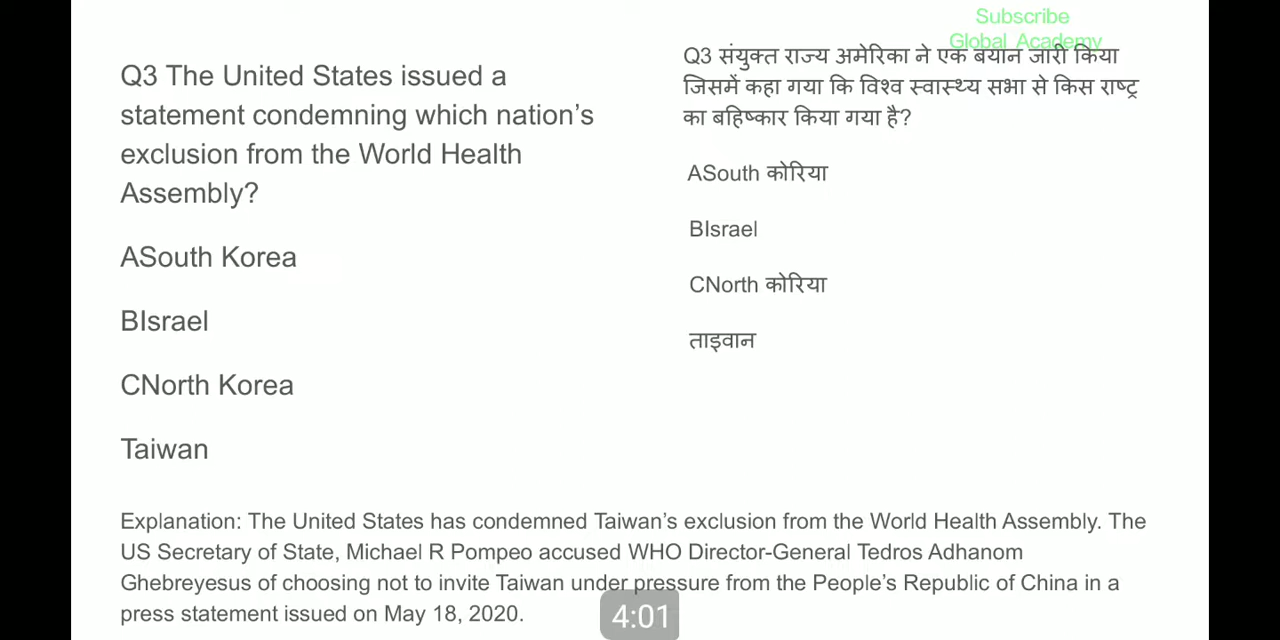 Subscribe
Global Academy
Q3 The United States issued a
statement condemning which nation's
exclusion from the World Health
Assembly?
ASouth Korea
BIsrael
CNorth Korea
Taiwan
Q3 संयुक्त राज्य अमेरिका ने एक बयान जारी किया
जिसमें कहा गया कि विश्व स्वास्थ्य सभा से किस राष्ट्र
का बहिष्कार किया गया है?
ASouth कोरिया
BIsrael
CNorth कोरिया
ताइवान
Explanation: The United States has condemned Taiwan's exclusion from the World Health Assembly. The
US Secretary of State, Michael R Pompeo accused WHO Director-General Tedros Adhanom
Ghebreyesus of choosing not to invite Taiwan under pressure from the People's Republic of China in a
press statement issued on May 18, 2020.
4:01